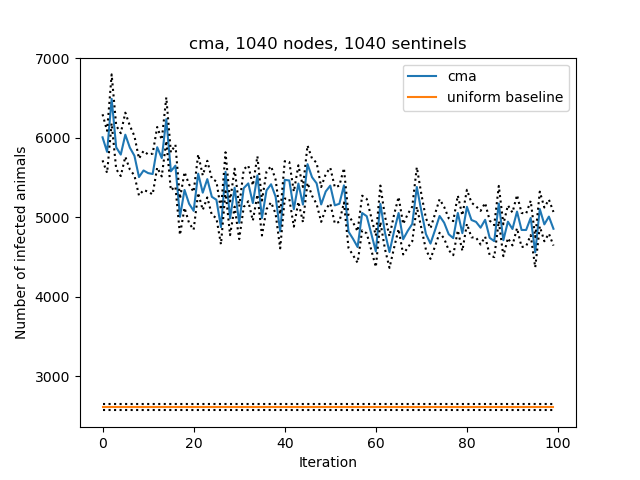 cma, 1040 nodes, 1040 sentinels
cma
uniform baseline
7000
6000
5000
4000
3000
Number of infected animals
0 20 40 60 80 100
Iteration